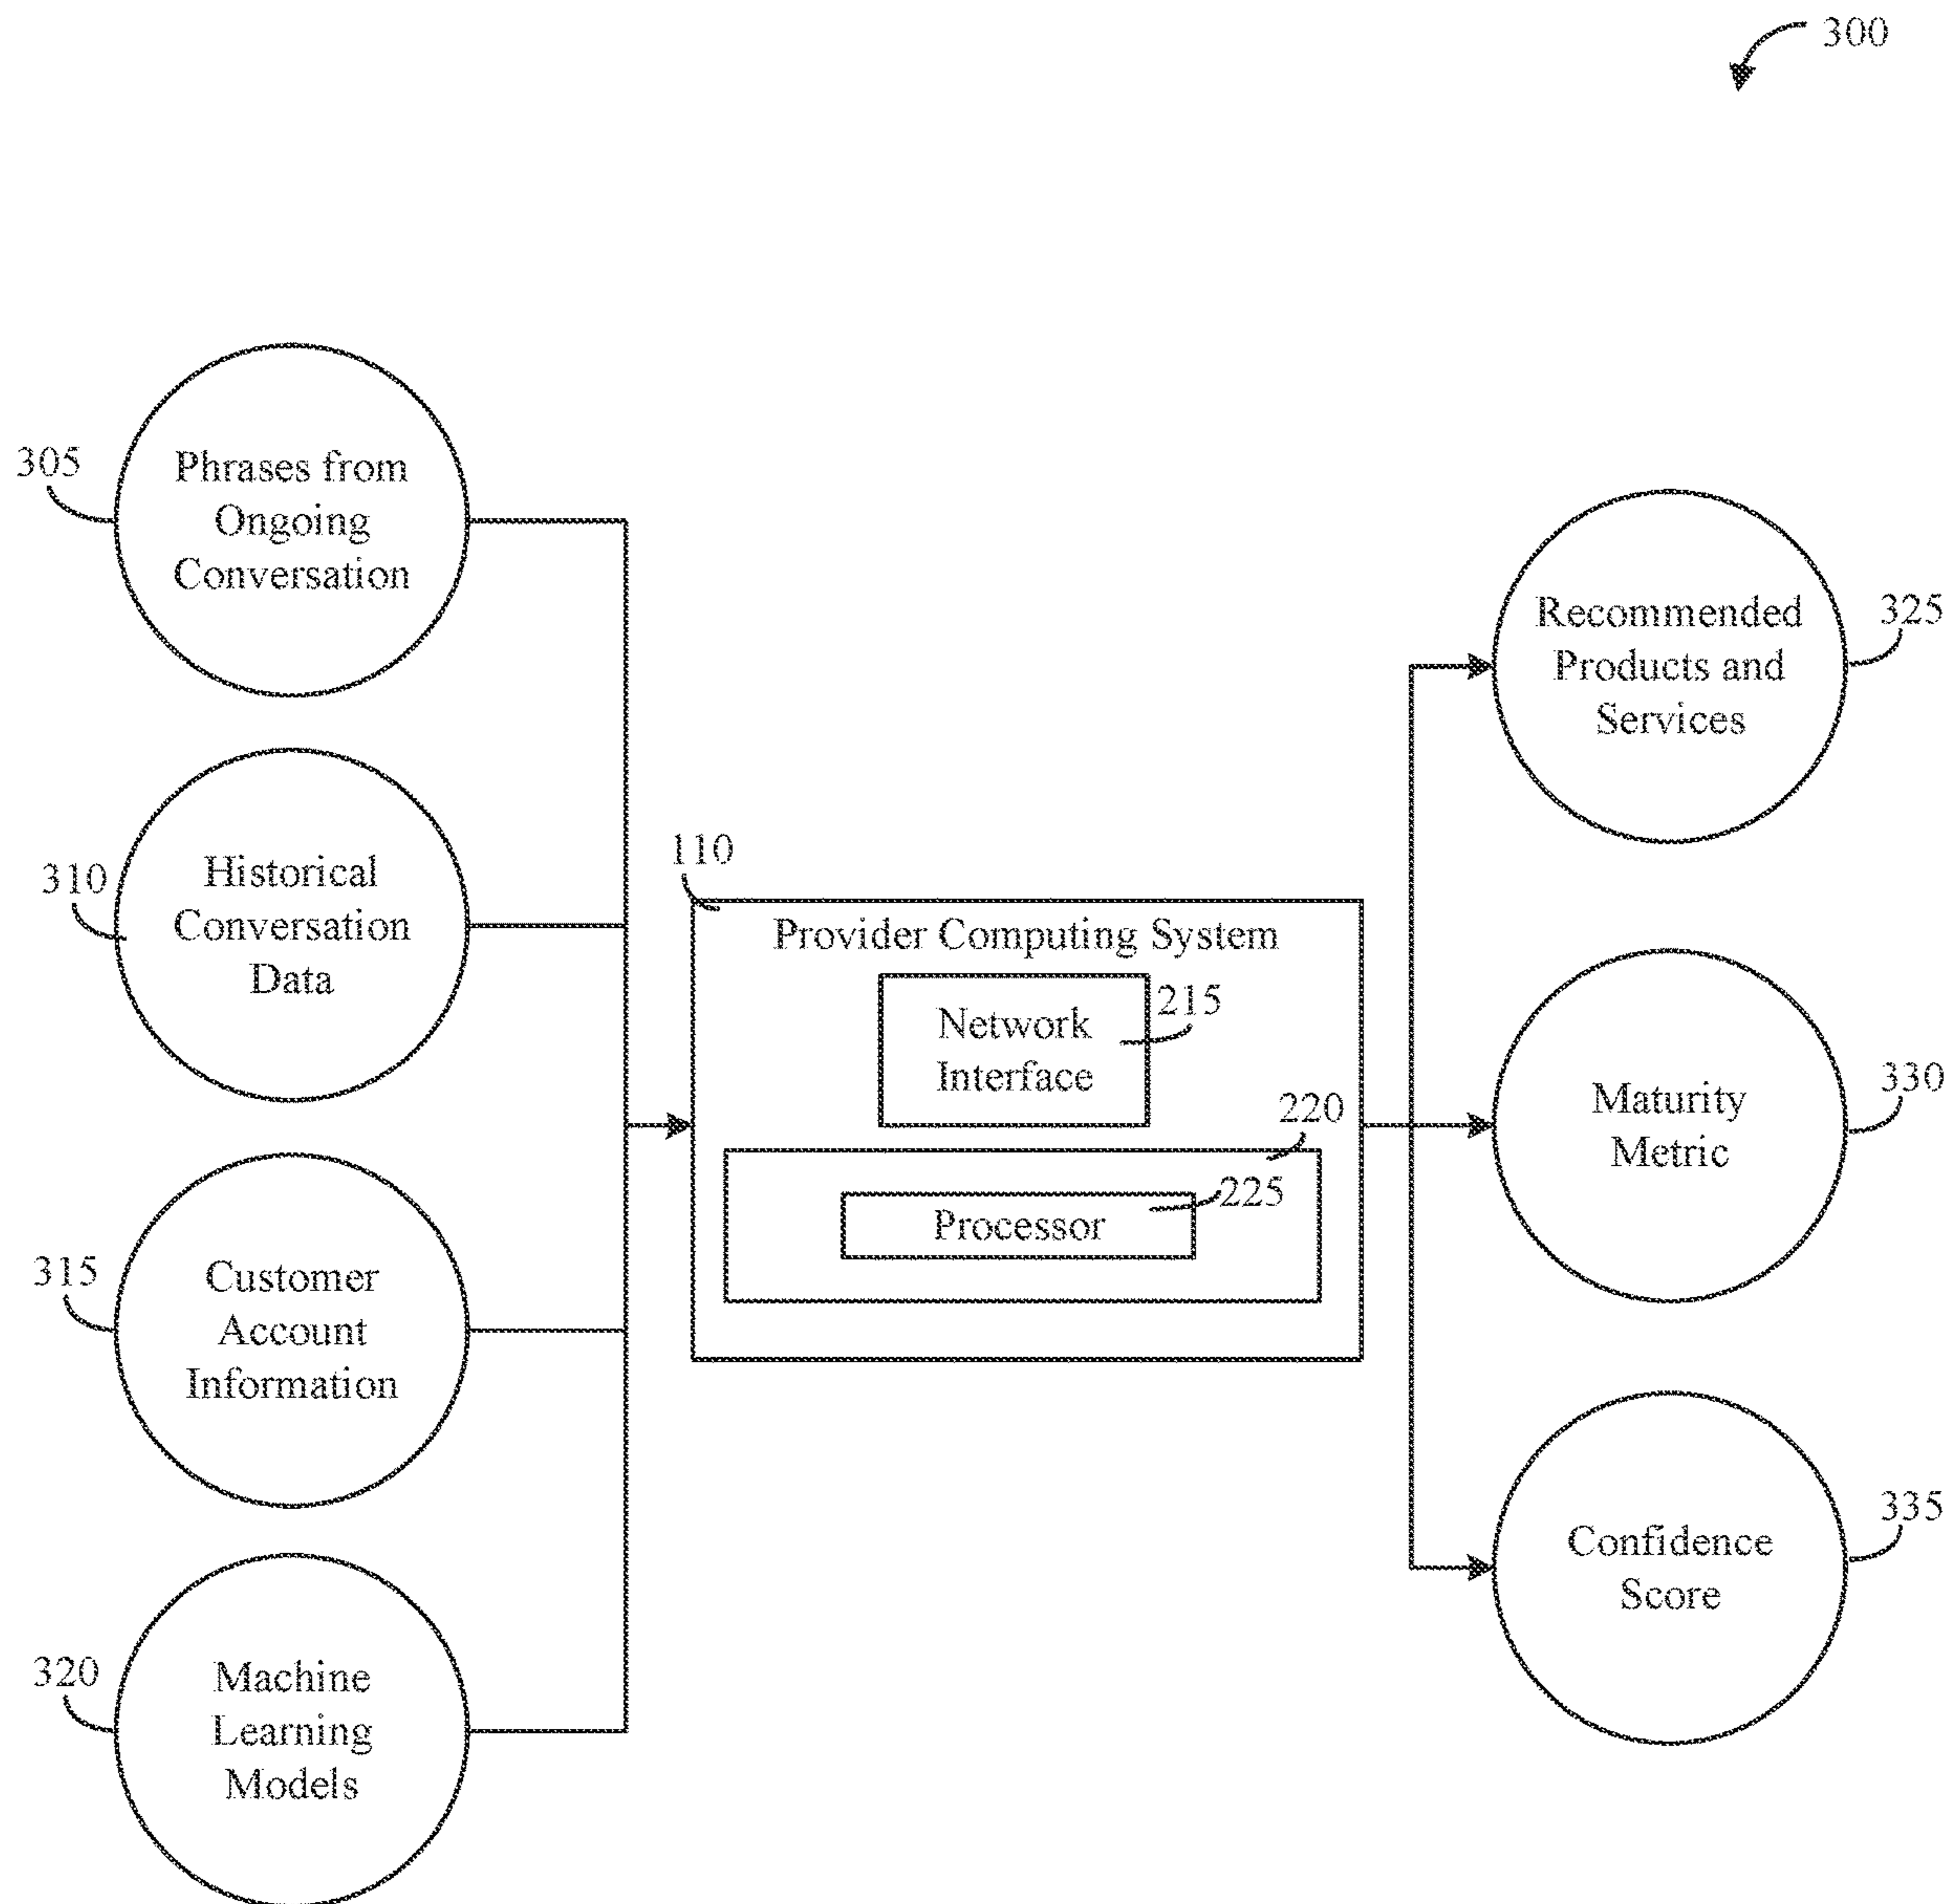 300
305
Phrases from
Ongoing
Conversation
310
Historical
Conversation
Data
315
Customer
Account
Information
320
Machine
Learning
Models
110
Provider Computing System
Network
Interface
215
220
225
Processor
Recommended
Products and
Services
325
Maturity
Metric
330
Confidence
Score
335